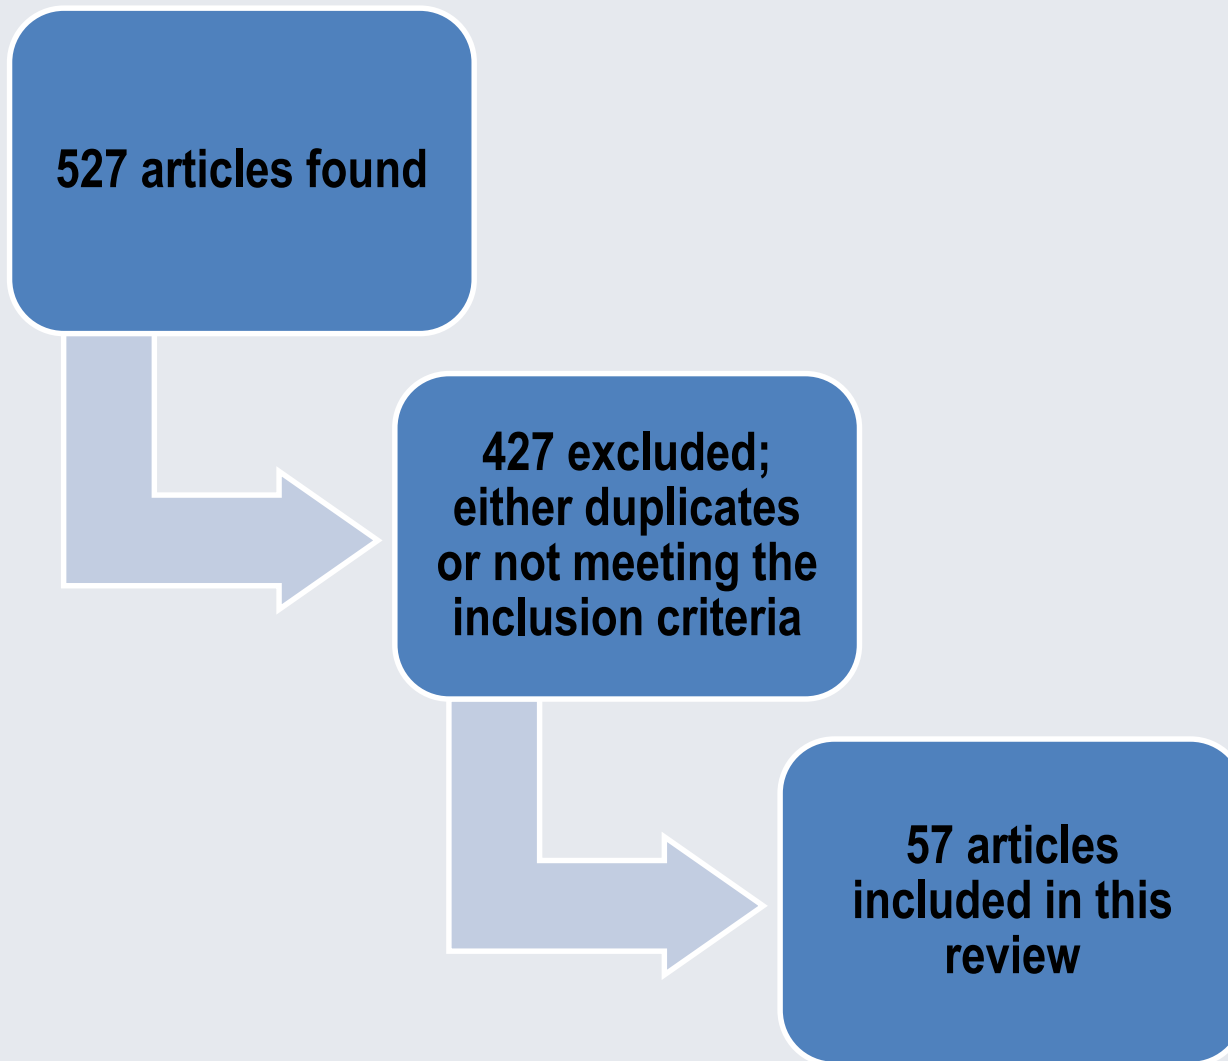 527 articles found
427 excluded;
either duplicates
or not meeting the
inclusion criteria
57 articles
included in this
review